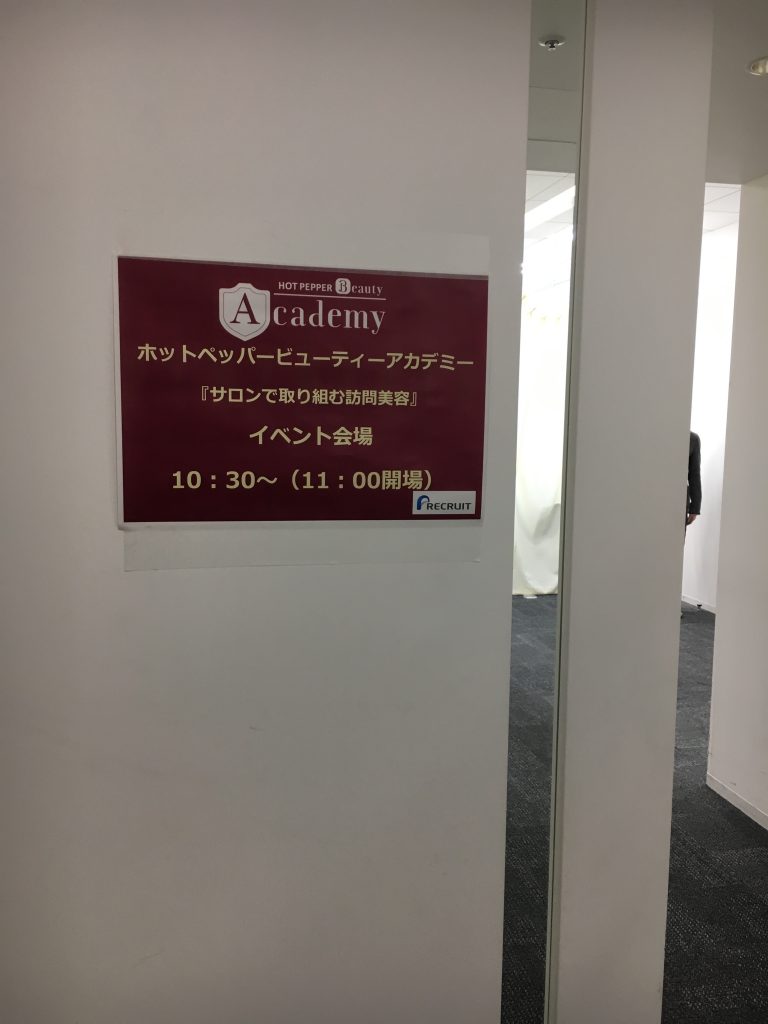 HOT PEPPER Beauty
Academy
ホットペッパービューティーアカデミー
『サロンで取り組む訪問美容』
イベント会場
10：30～（11：00開場）
RECRUIT